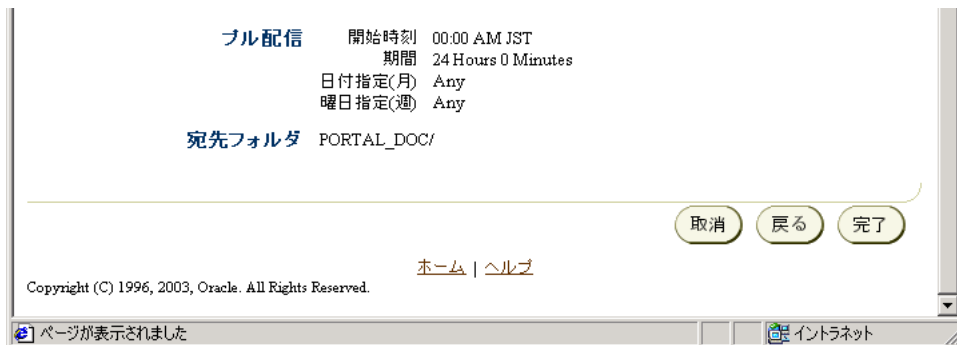 プル配信 開始時刻 00:00 AM JST
期間 24 Hours 0 Minutes
日付指定(月) Any
曜日指定(週) Any
宛先フォルダ PORTAL_DOC/
取消 戻る 完了
ホーム | ヘルプ
Copyright (C) 1996, 2003, Oracle. All Rights Reserved.
ページが表示されました イントラネット